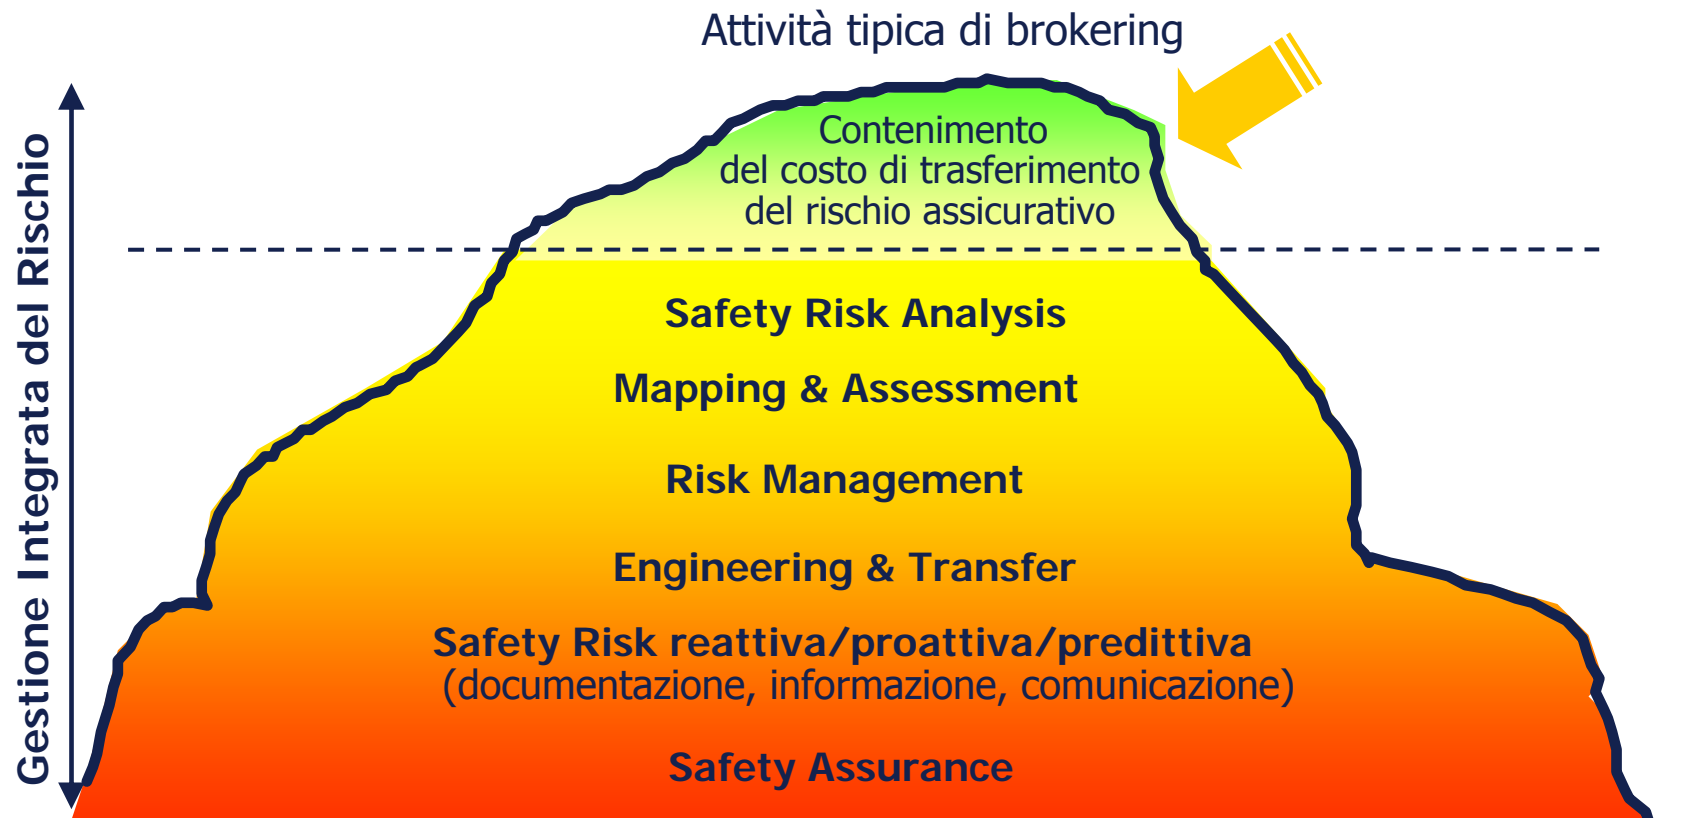 Attività tipica di brokering
Contenimento
del costo di trasferimento
del rischio assicurativo
Gestione Integrata del Rischio
Safety Risk Analysis
Mapping & Assessment
Risk Management
Engineering & Transfer
Safety Risk reattiva/proattiva/predittiva
(documentazione, informazione, comunicazione)
Safety Assurance